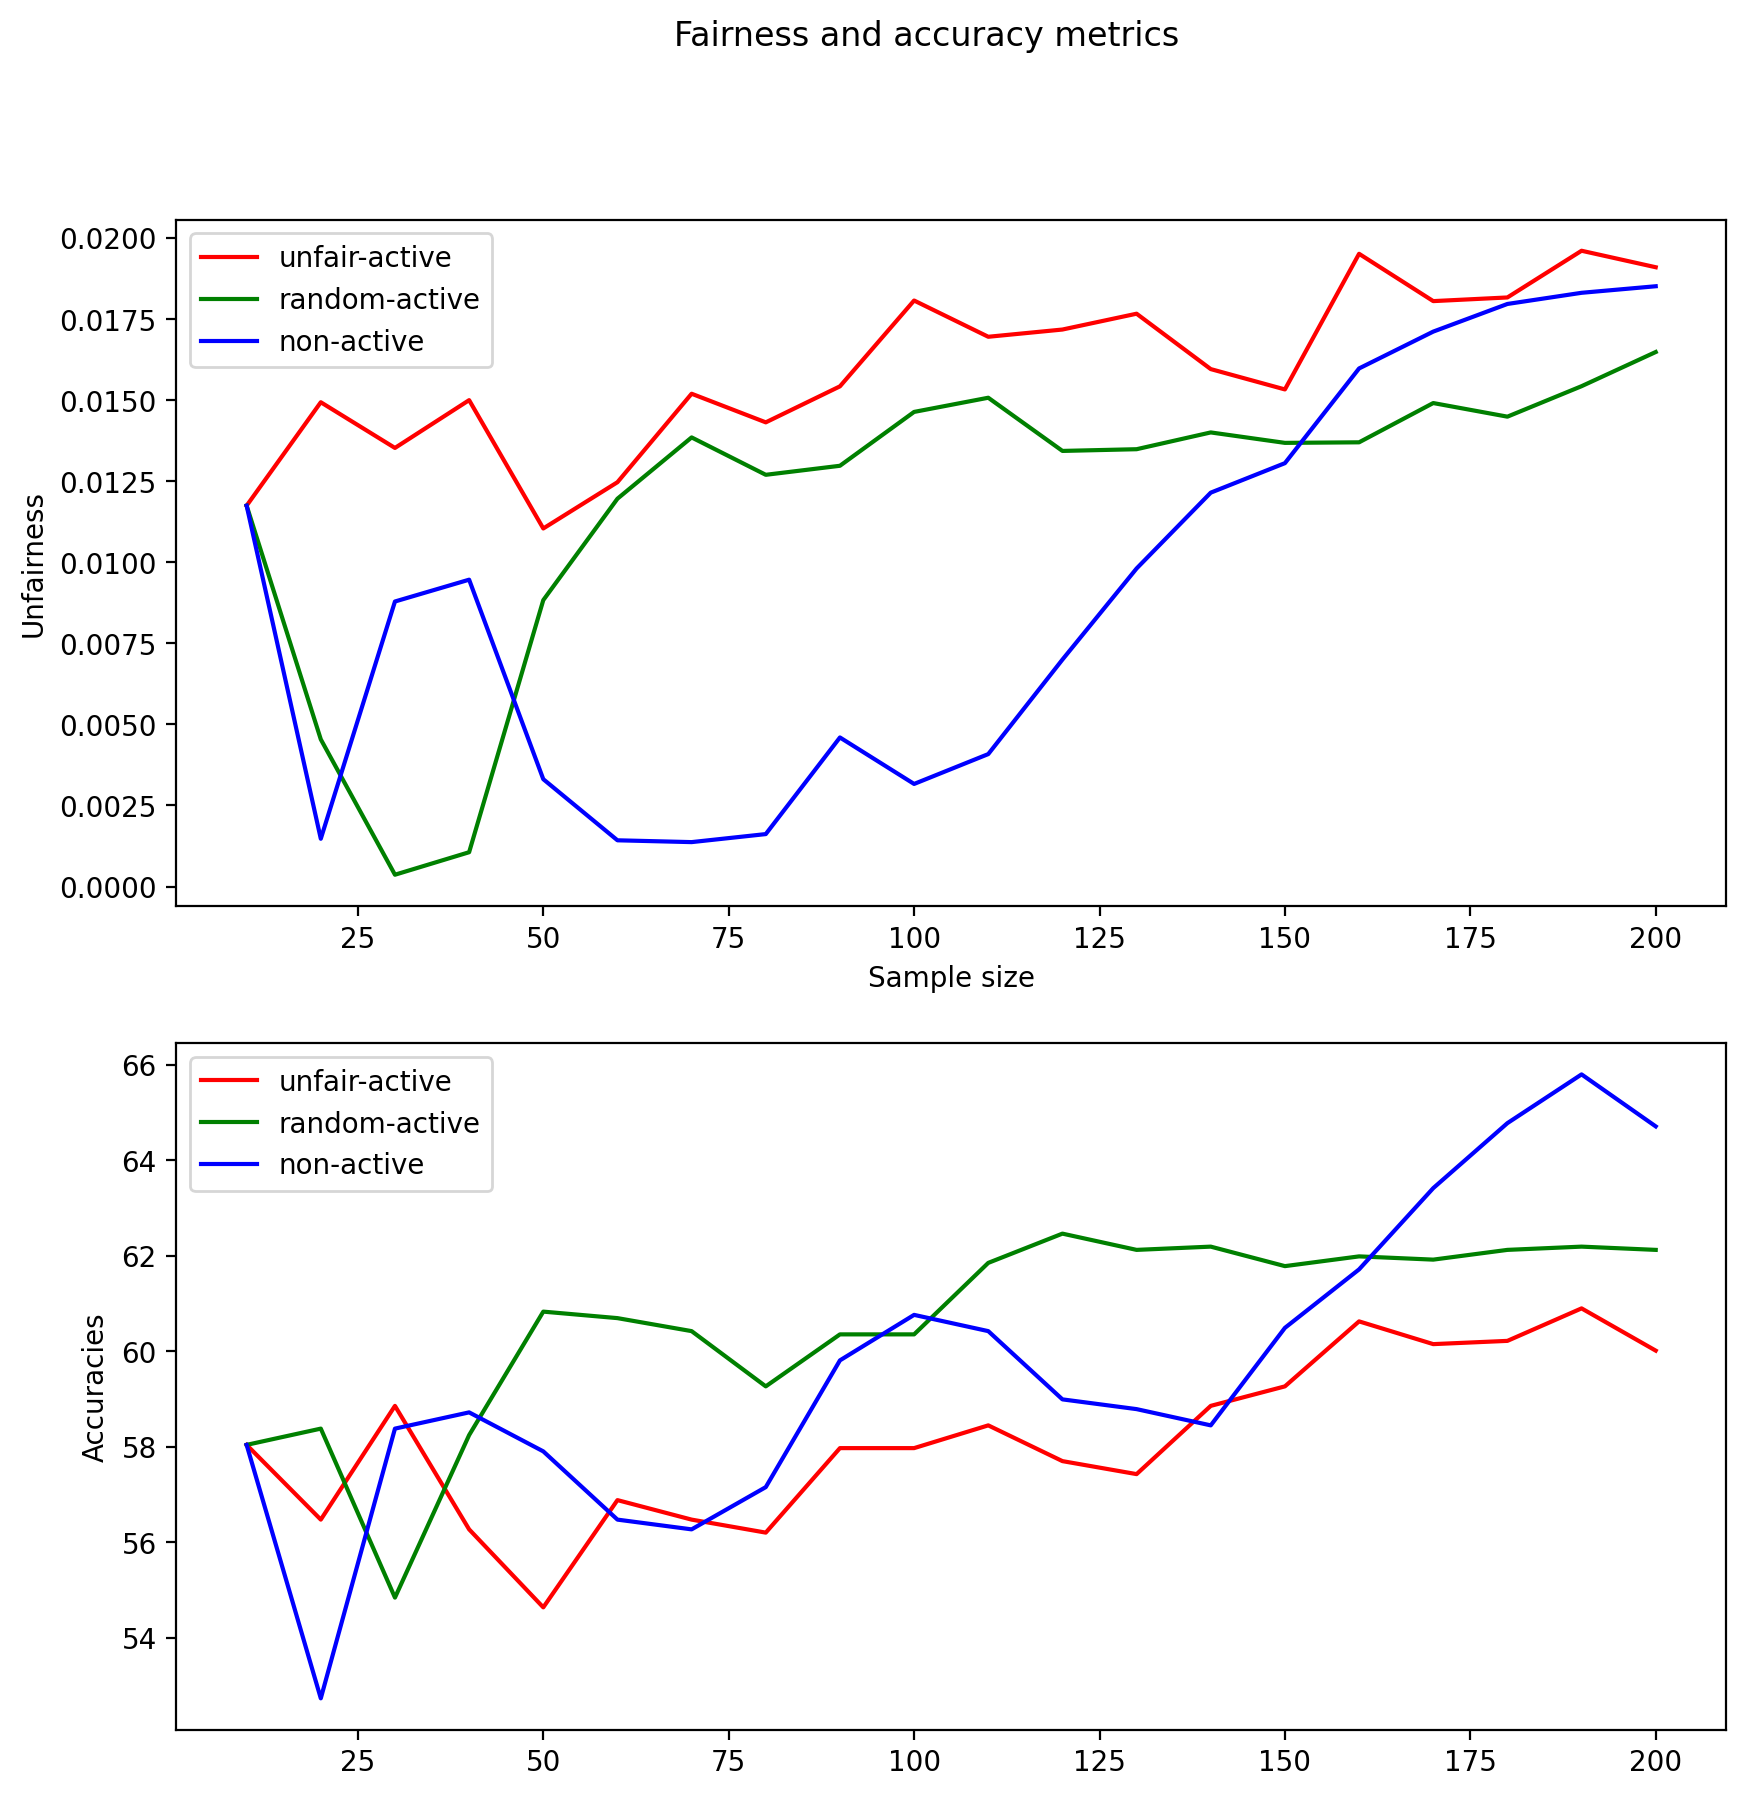 Fairness and accuracy metrics
unfair-active
random-active
non-active
0.0200
0.0175
0.0150
0.0125
0.0100
0.0075
0.0050
0.0025
0.0000
Unfairness
25 50 75 100 125 150 175 200
Sample size
unfair-active
random-active
non-active
66
64
62
60
58
56
54
Accuracies
25 50 75 100 125 150 175 200